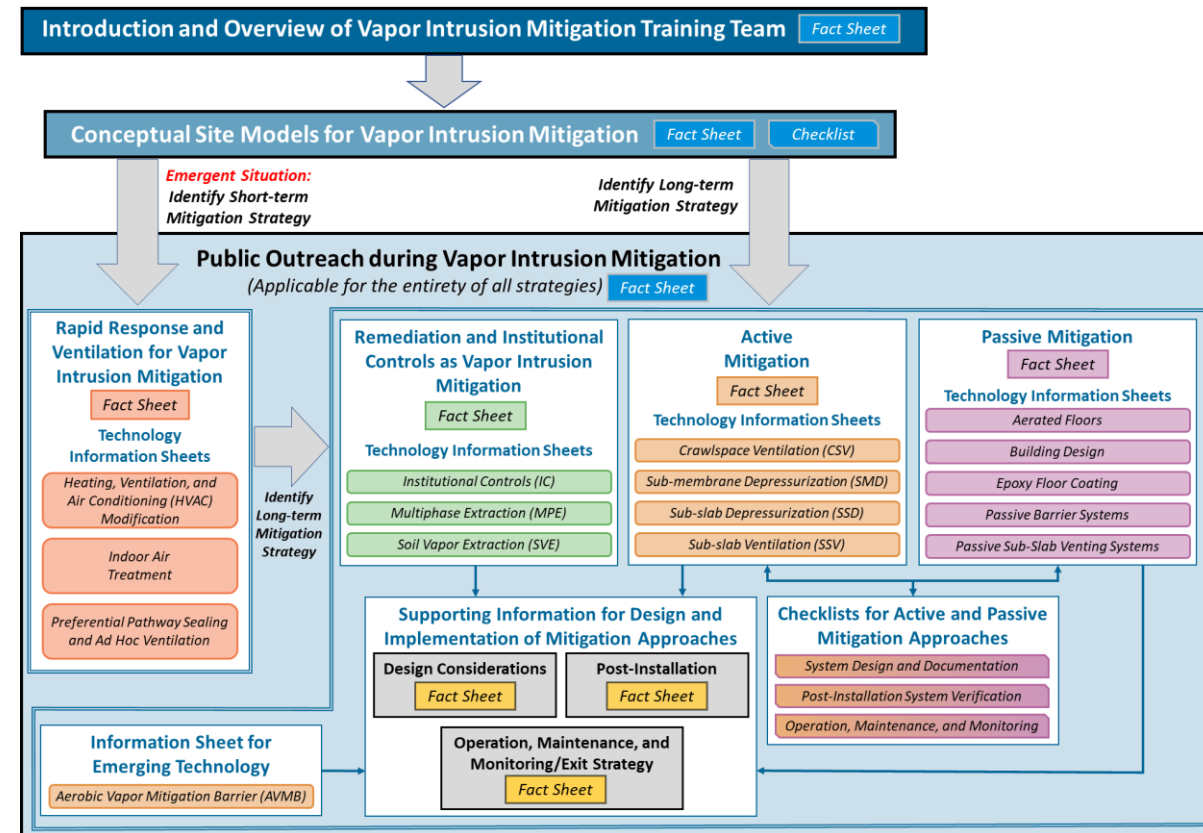 Introduction and Overview of Vapor Intrusion Mitigation Training Team
Fact Sheet
Conceptual Site Models for Vapor Intrusion Mitigation
Fact Sheet
Checklist
Emergent Situation:
Identify Short-term
Mitigation Strategy
Identify Long-term
Mitigation Strategy
Public Outreach during Vapor Intrusion Mitigation
(Applicable for the entirety of all strategies)
Fact Sheet
Rapid Response and
Ventilation for Vapor
Intrusion Mitigation
Fact Sheet
Technology
Information Sheets
Heating, Ventilation, and
Air Conditioning (HVAC)
Modification
Indoor Air
Treatment
Preferential Pathway Sealing
and Ad Hoc Ventilation
Identify
Long-term
Mitigation
Strategy
Remediation and Institutional
Controls as Vapor Intrusion
Mitigation
Fact Sheet
Technology Information Sheets
Institutional Controls (IC)
Multiphase Extraction (MPE)
Soil Vapor Extraction (SVE)
Active
Mitigation
Fact Sheet
Technology Information Sheets
Crawlspace Ventilation (CSV)
Sub-membrane Depressurization (SMD)
Sub-slab Depressurization (SSD)
Sub-slab Ventilation (SSV)
Passive Mitigation
Fact Sheet
Technology Information Sheets
Aerated Floors
Building Design
Epoxy Floor Coating
Passive Barrier Systems
Passive Sub-Slab Venting Systems
Supporting Information for Design and
Implementation of Mitigation Approaches
Design Considerations
Fact Sheet
Post-Installation
Fact Sheet
Operation, Maintenance, and
Monitoring/Exit Strategy
Fact Sheet
Checklists for Active and Passive
Mitigation Approaches
System Design and Documentation
Post-Installation System Verification
Operation, Maintenance, and Monitoring
Information Sheet for
Emerging Technology
Aerobic Vapor Mitigation Barrier (AVMB)